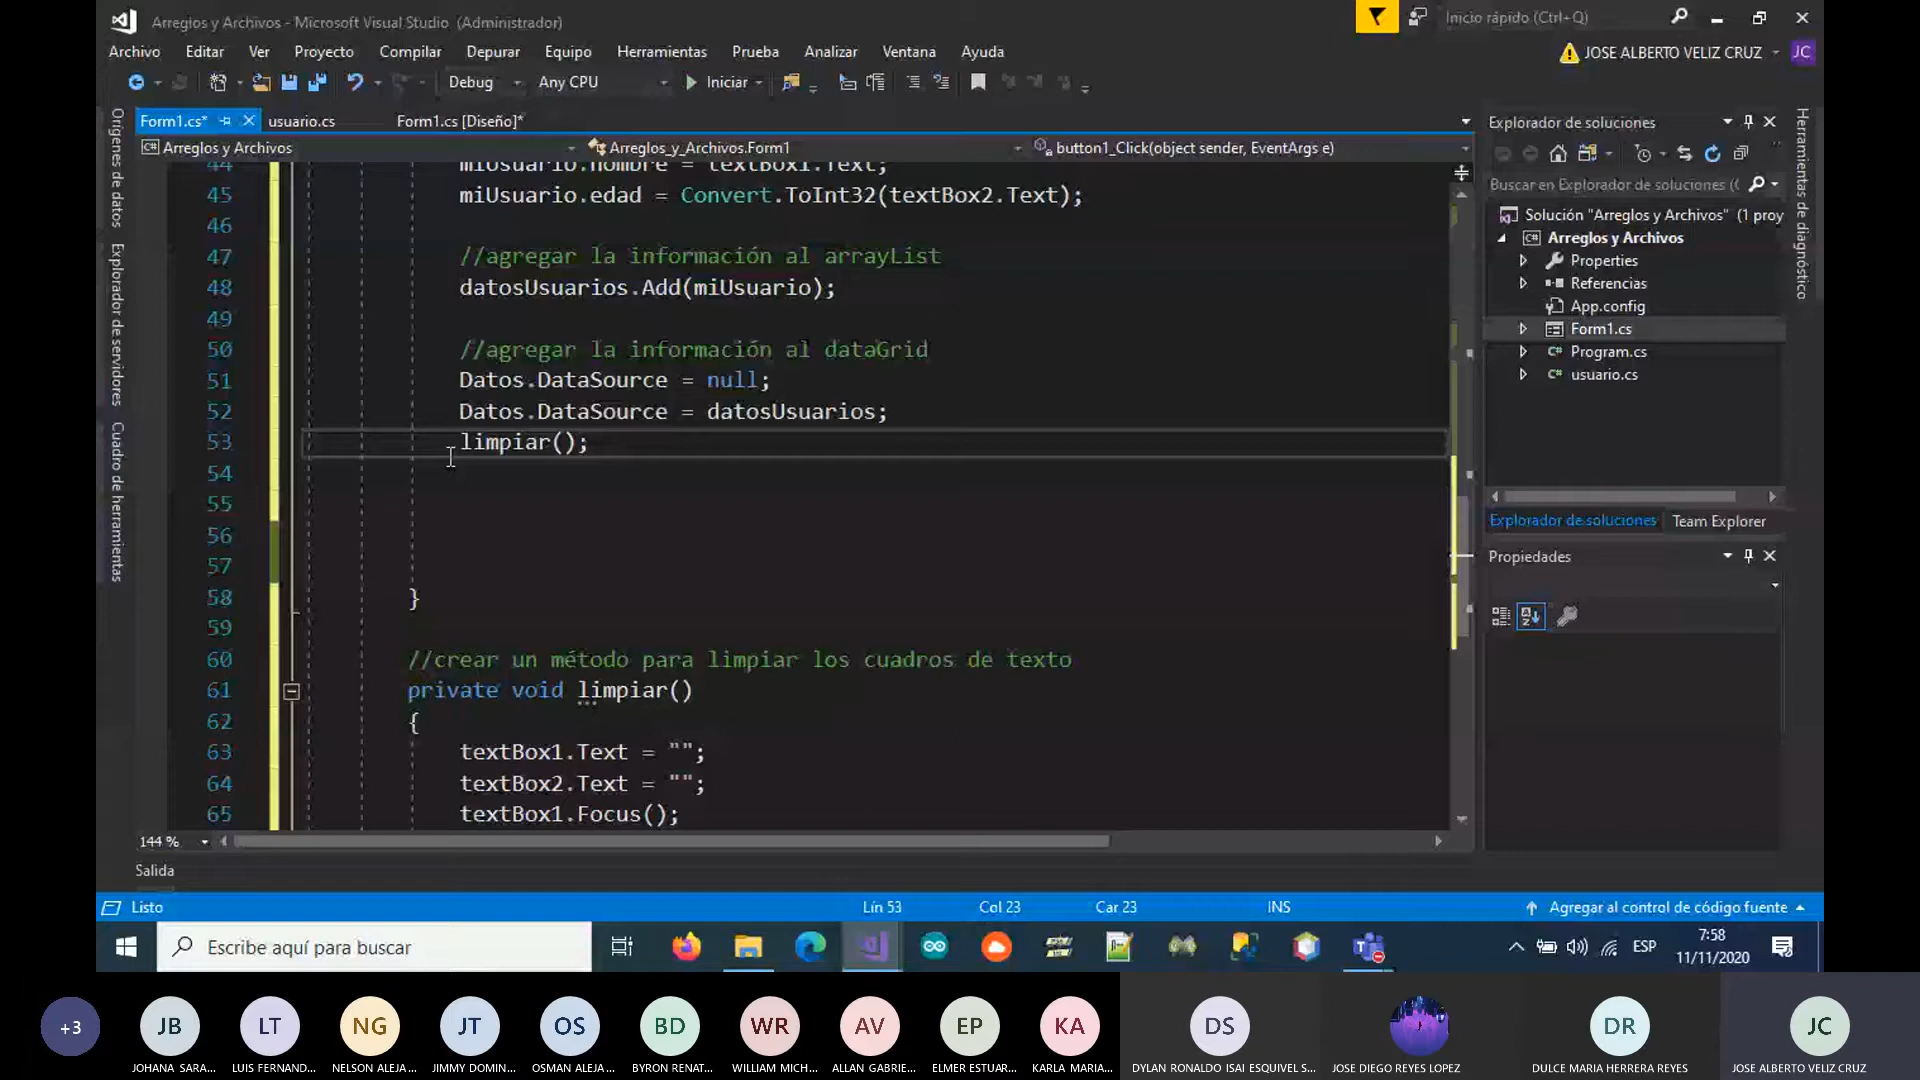 Arreglos y Archivos - Microsoft Visual Studio (Administrador)
Inicio rápido (Ctrl+Q)
Archivo Editar Ver Proyecto Compilar Depurar Equipo Herramientas Prueba Analizar Ventana Ayuda
JOSE ALBERTO VELIZ CRUZ JC
Debug Any CPU Iniciar
Form1.cs* usuario.cs Form1.cs [Diseño]*
Arreglos y Archivos Arreglos_y_Archivos.Form1 button1_Click(object sender, EventArgs e)
Orígenes de datos
Explorador de servidores
Cuadro de herramientas
44 miUsuario.nombre = textBox1.Text;
45 miUsuario.edad = Convert.ToInt32(textBox2.Text);
46
47 //agregar la información al arrayList
48 datosUsuarios.Add(miUsuario);
49
50 //agregar la información al dataGrid
51 Datos.DataSource = null;
52 Datos.DataSource = datosUsuarios;
53 limpiar();
54
55
56
57
58 }
59
60 //crear un método para limpiar los cuadros de texto
61 private void limpiar()
62 {
63 textBox1.Text = "";
64 textBox2.Text = "";
65 textBox1.Focus();
144 %
Salida
Explorador de soluciones
Buscar en Explorador de soluciones (
Solución "Arreglos y Archivos" (1 proy
Arreglos y Archivos
Properties
Referencias
App.config
Form1.cs
Program.cs
usuario.cs
Explorador de soluciones Team Explorer
Propiedades
Herramientas de diagnóstico
Listo Lín 53 Col 23 Car 23 INS Agregar al control de código fuente
Escribe aquí para buscar
ESP
7:58
11/11/2020
+3 JB LT NG JT OS BD WR AV EP KA DS DR JC
JOHANA SARA... LUIS FERNAND... NELSON ALEJA... JIMMY DOMIN... OSMAN ALEJA... BYRON RENAT... WILLIAM MICH... ALLAN GABRIE... ELMER ESTUAR... KARLA MARIA... DYLAN RONALDO ISAI ESQUIVEL S... JOSE DIEGO REYES LOPEZ DULCE MARIA HERRERA REYES JOSE ALBERTO VELIZ CRUZ